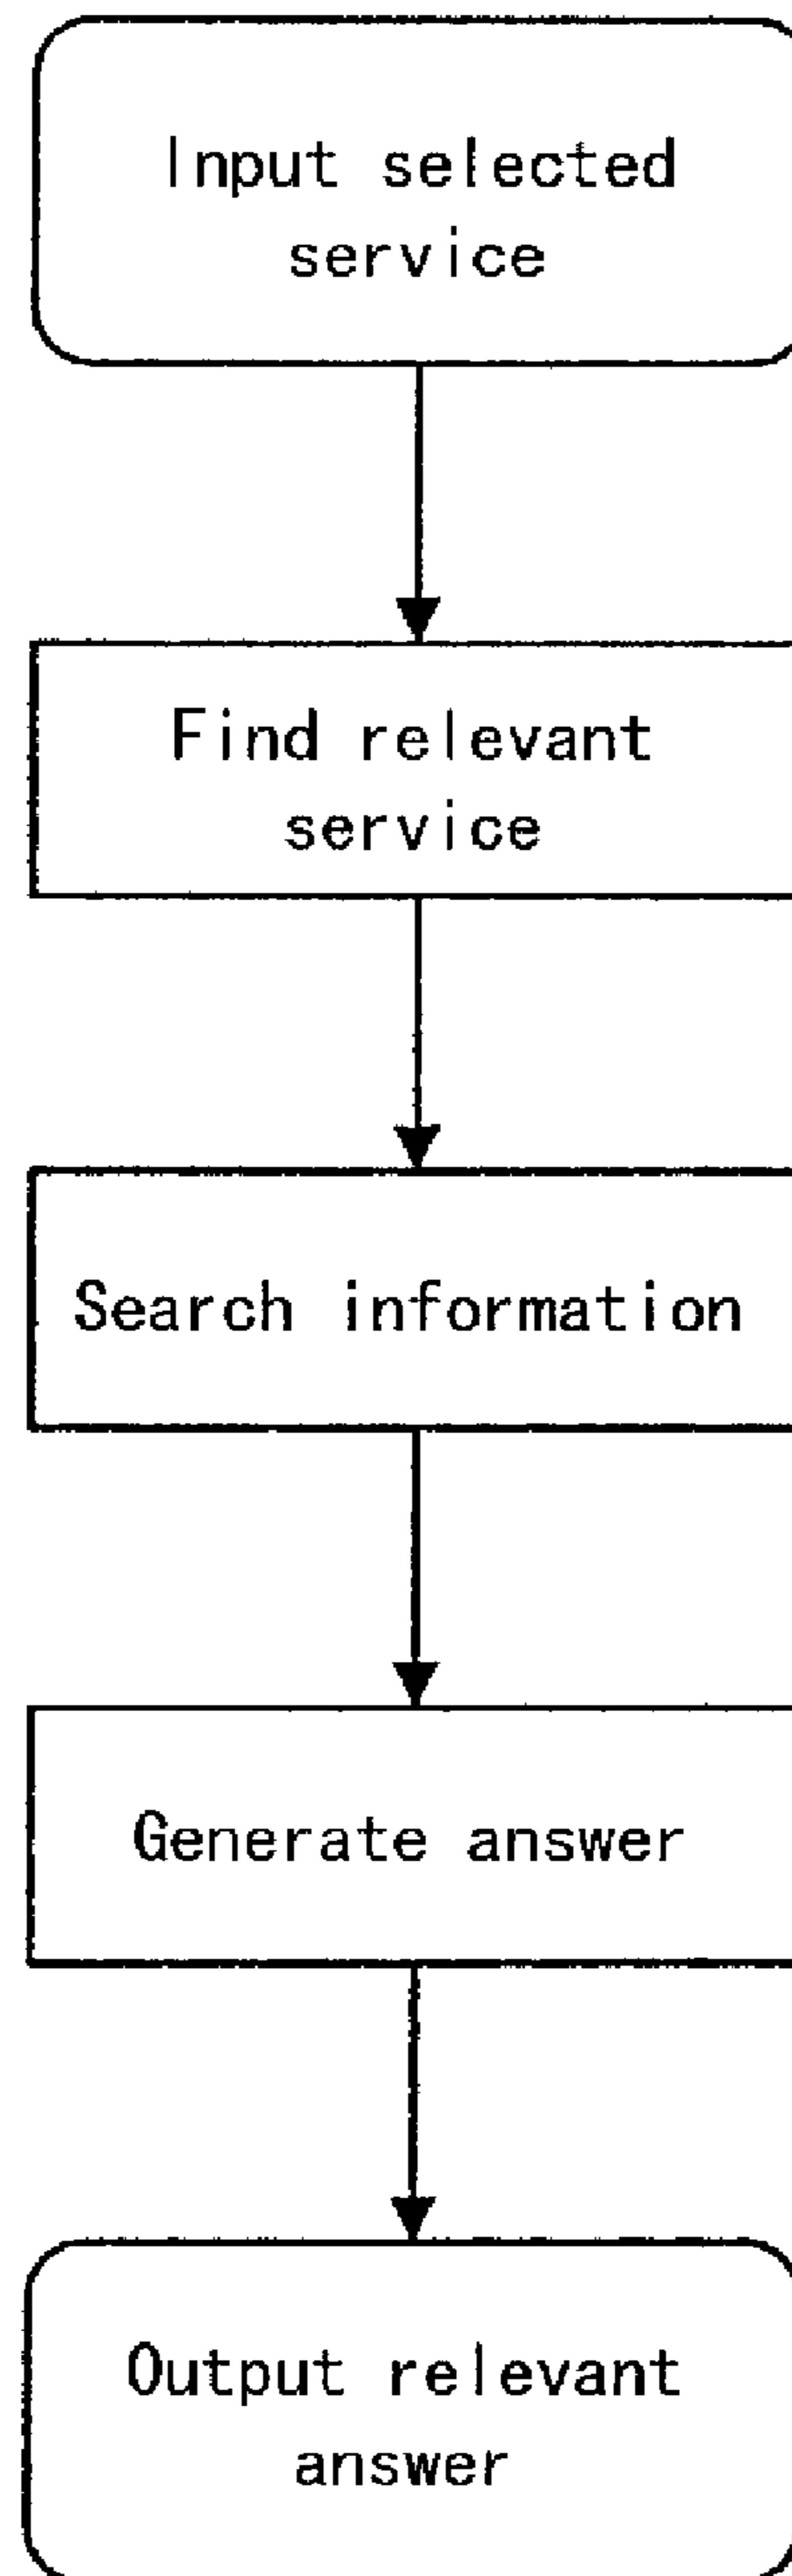 Input selected
service
Find relevant
service
Search information
Generate answer
Output relevant
answer